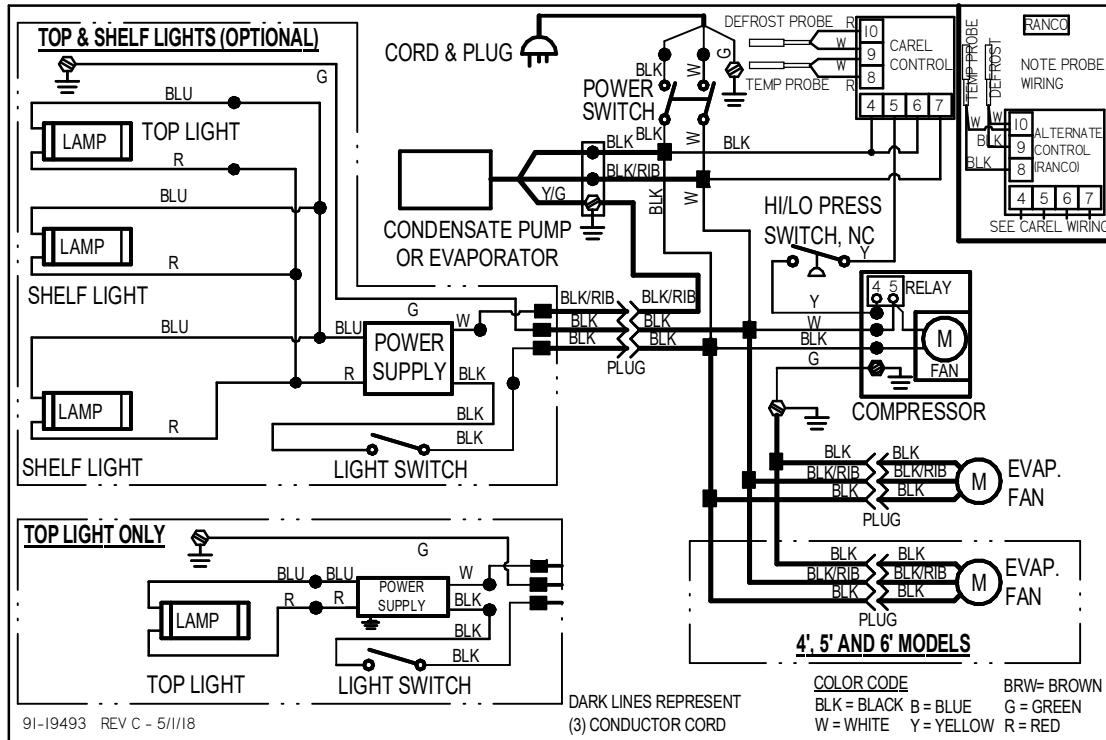 TOP & SHELF LIGHTS (OPTIONAL)
G
BLU
LAMP
TOP LIGHT
R
BLU
LAMP
R
SHELF LIGHT
BLU
BLU
LAMP
R
R
SHELF LIGHT
G
W
POWER
SUPPLY
BLK
BLK
BLK
LIGHT SWITCH
CORD & PLUG
BLK
W
G
POWER
SWITCH
BLK
W
BLK
BLK
BLK/RIB
Y/G
BLK
W
CONDENSATE PUMP
OR EVAPORATOR
BLK/RIB
BLK/RIB
BLK
BLK
BLK
BLK
PLUG
DEFROST PROBE
R
W
W
TEMP PROBE
R
10
9
8
CAREL
CONTROL
4 5 6 7
RANCO
TEMP PROBE
DEFROST
NOTE PROBE
WIRING
W
W
BLK
BLK
10
9
8
ALTERNATE
CONTROL
(RANCO)
4 5 6 7
SEE CAREL WIRING
HI/LO PRESS
SWITCH, NC
Y
Y
W
BLK
G
4 5
RELAY
M
FAN
COMPRESSOR
BLK
BLK
BLK/RIB
BLK/RIB
BLK
BLK
PLUG
M
EVAP.
FAN
BLK
BLK
BLK/RIB
BLK/RIB
BLK
BLK
PLUG
M
EVAP.
FAN
4', 5' AND 6' MODELS
TOP LIGHT ONLY
G
BLU
BLU
R
R
LAMP
TOP LIGHT
POWER
SUPPLY
W
BLK
BLK
BLK
LIGHT SWITCH
91-19493 REV C - 5/1/18
DARK LINES REPRESENT
(3) CONDUCTOR CORD
COLOR CODE
BRW= BROWN
BLK = BLACK B = BLUE G = GREEN
W = WHITE Y = YELLOW R = RED